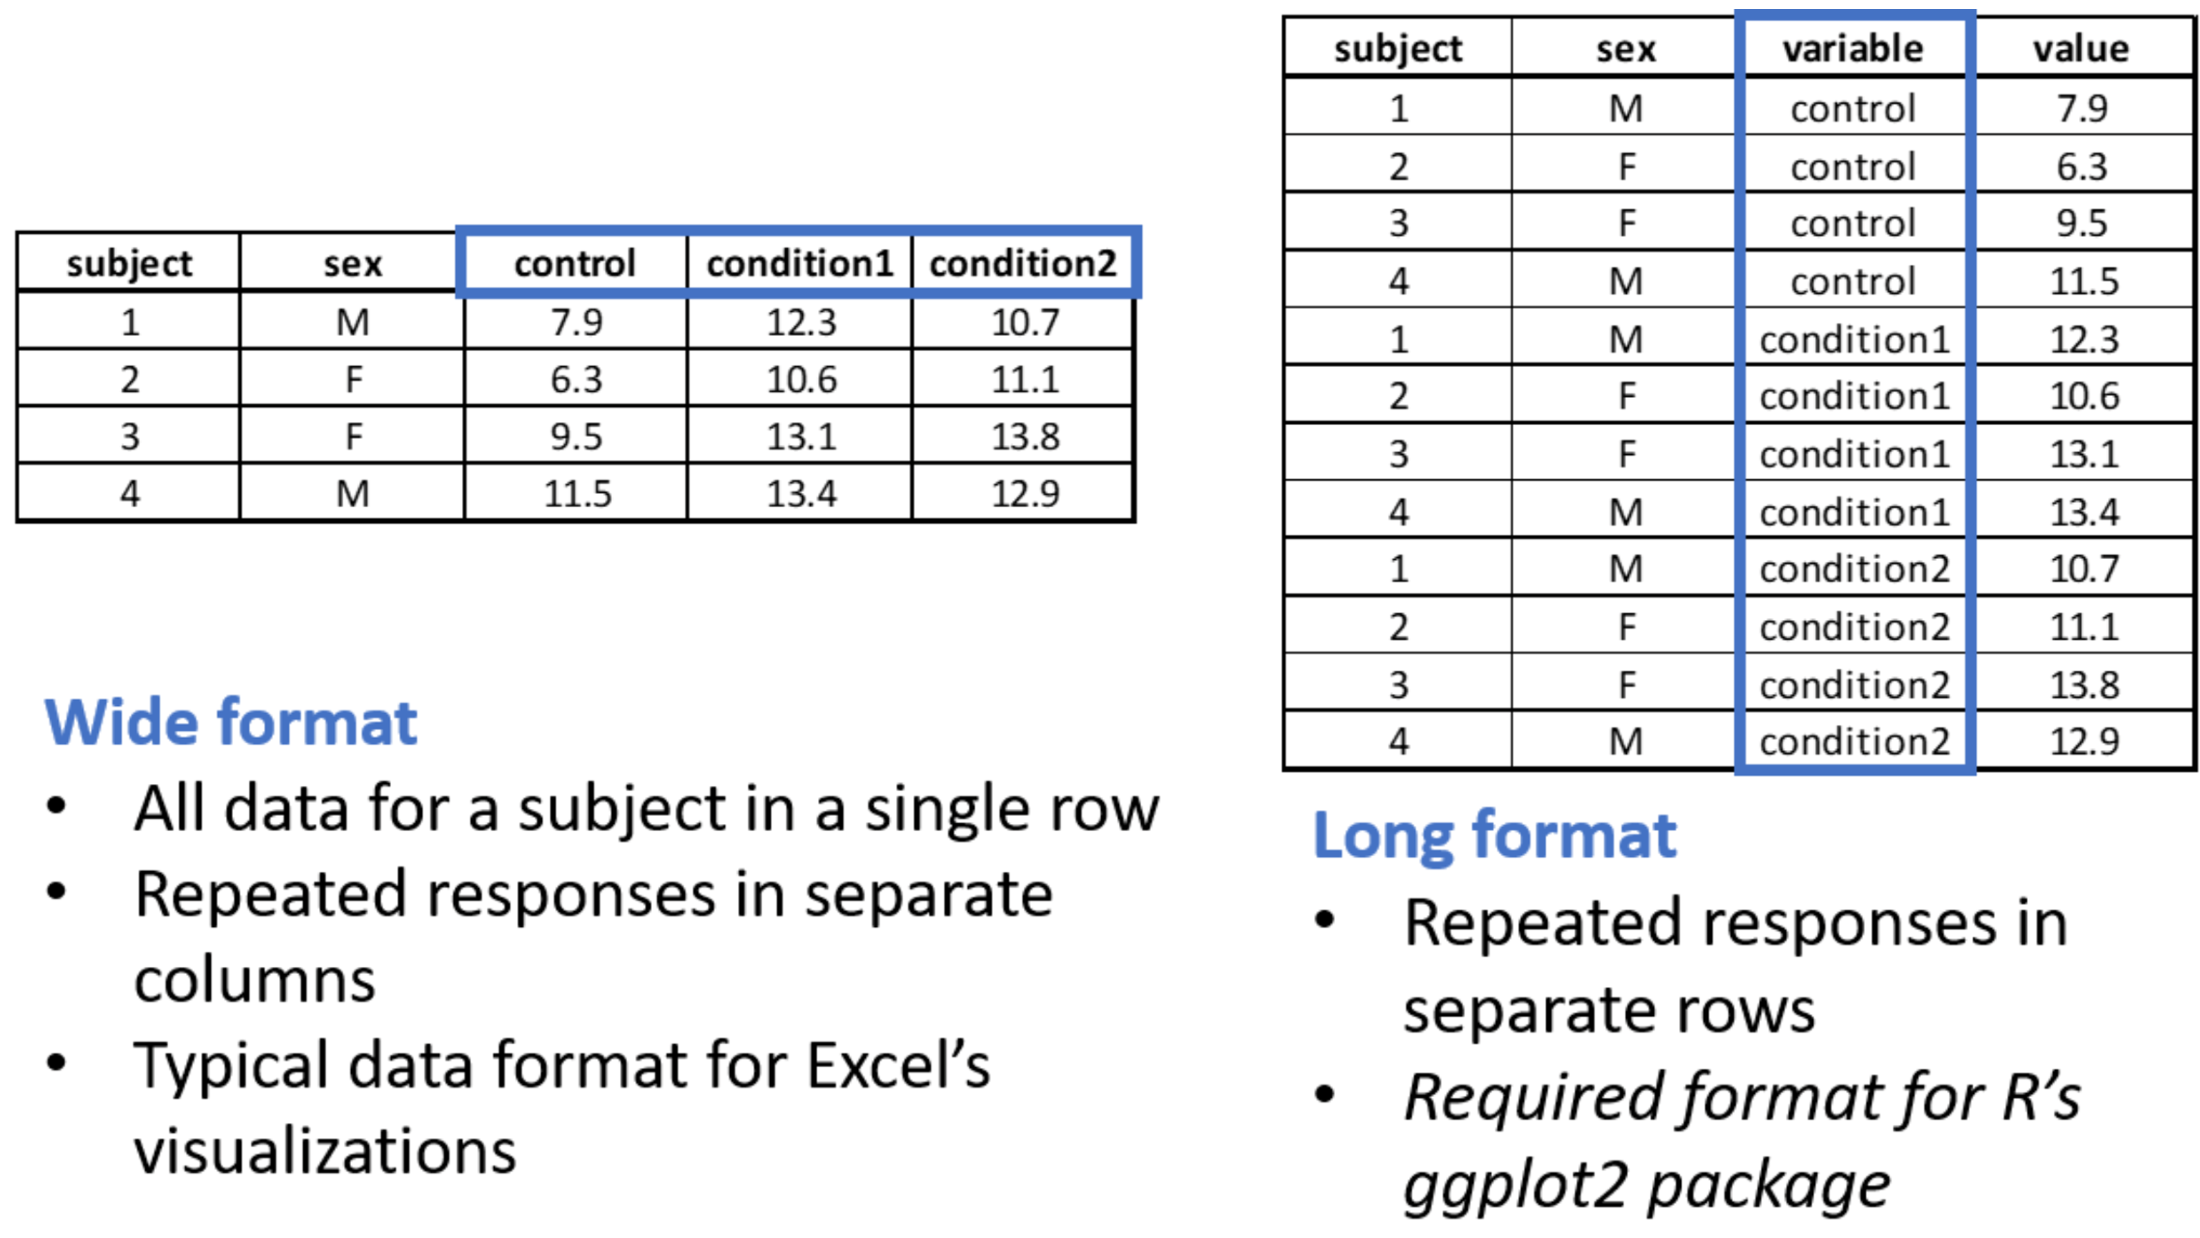 subject sex control condition1 condition2
1 M 7.9 12.3 10.7
2 F 6.3 10.6 11.1
3 F 9.5 13.1 13.8
4 M 11.5 13.4 12.9
Wide format
• All data for a subject in a single row
• Repeated responses in separate
columns
• Typical data format for Excel’s
visualizations
subject sex variable value
1 M control 7.9
2 F control 6.3
3 F control 9.5
4 M control 11.5
1 M condition1 12.3
2 F condition1 10.6
3 F condition1 13.1
4 M condition1 13.4
1 M condition2 10.7
2 F condition2 11.1
3 F condition2 13.8
4 M condition2 12.9
Long format
• Repeated responses in
separate rows
• Required format for R’s
ggplot2 package